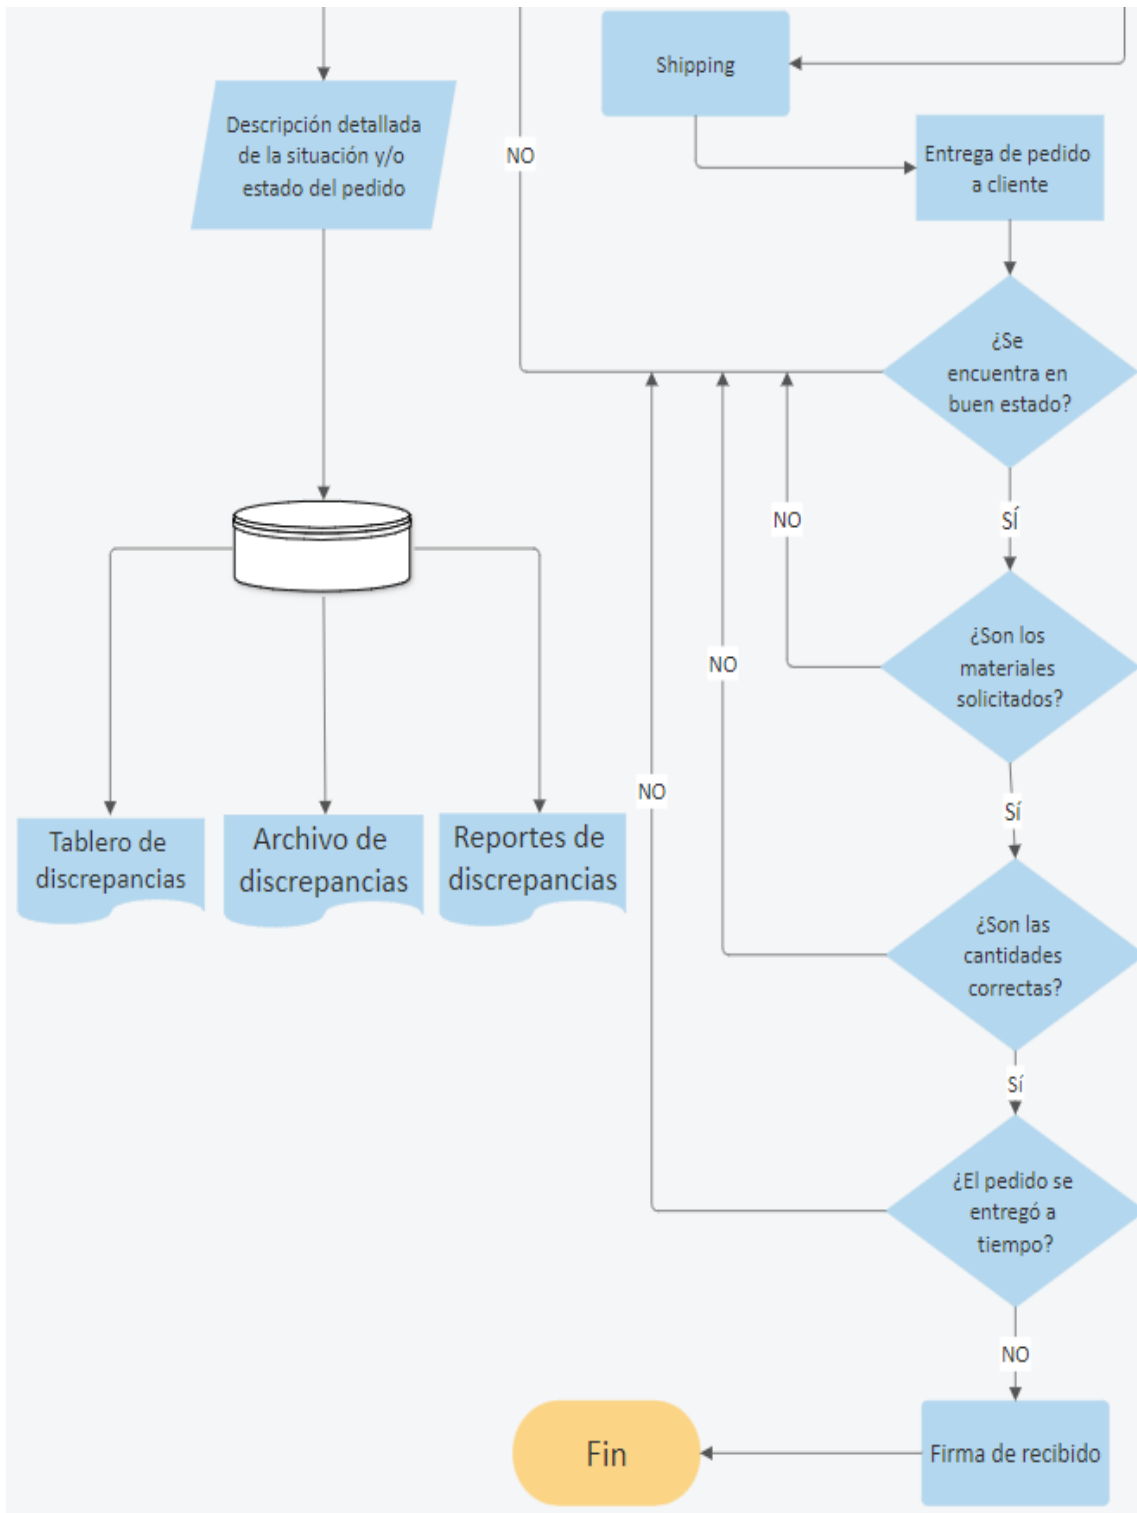 Shipping
Descripción detallada
de la situación y/o
estado del pedido
NO
Entrega de pedido
a cliente
¿Se
encuentra en
buen estado?
NO
SÍ
¿Son los
materiales
solicitados?
NO
NO
SÍ
Tablero de
discrepancias
Archivo de
discrepancias
Reportes de
discrepancias
¿Son las
cantidades
correctas?
SÍ
¿El pedido se
entregó a
tiempo?
NO
Fin
Firma de recibido